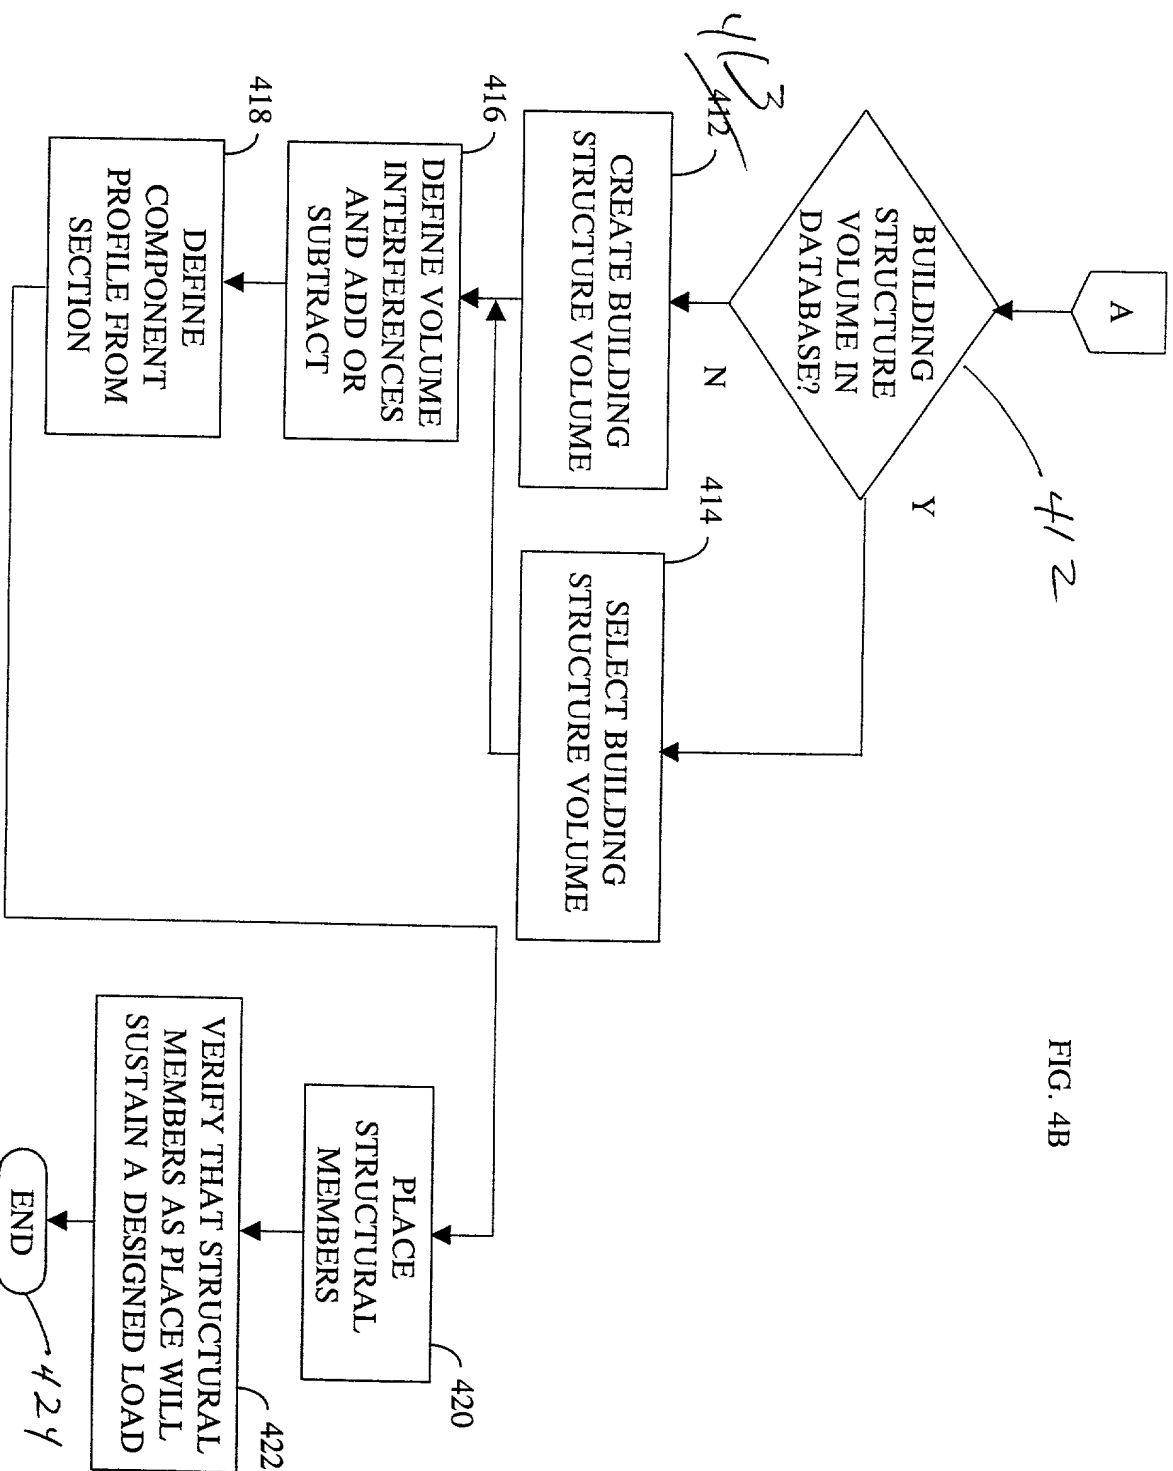 A
BUILDING
STRUCTURE
VOLUME IN
DATABASE?
412
Y
N
413
412
CREATE BUILDING
STRUCTURE VOLUME
414
SELECT BUILDING
STRUCTURE VOLUME
416
DEFINE VOLUME
INTERFERENCES
AND ADD OR
SUBTRACT
418
DEFINE
COMPONENT
PROFILE FROM
SECTION
PLACE
STRUCTURAL
MEMBERS
420
VERIFY THAT STRUCTURAL
MEMBERS AS PLACE WILL
SUSTAIN A DESIGNED LOAD
422
END
424
FIG. 4B